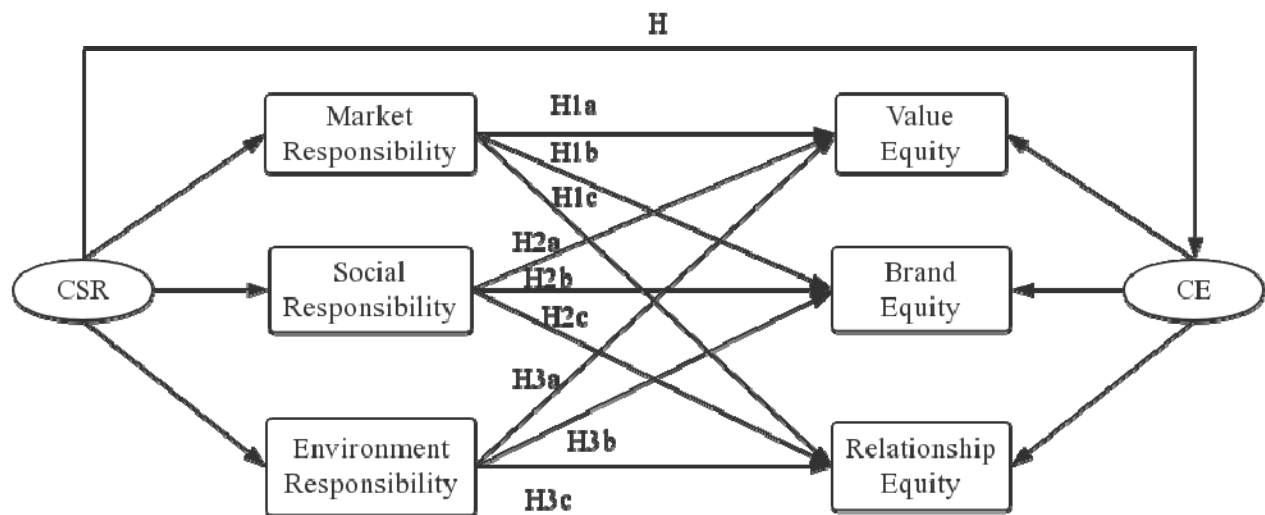 H
Market
Responsibility
H1a
Value
Equity
H1b
H1c
H2a
CSR
Social
Responsibility
H2b
Brand
Equity
CE
H2c
H3a
Environment
Responsibility
H3b
Relationship
Equity
H3c